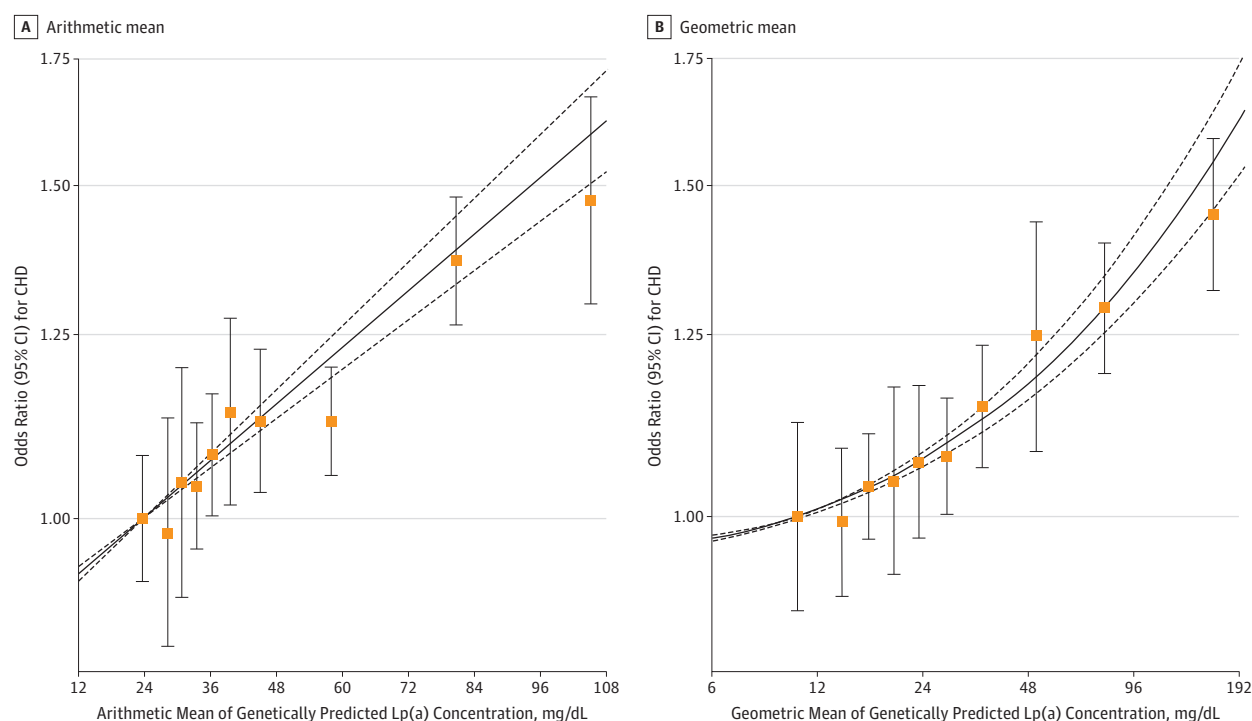 A Arithmetic mean
1.75
1.50
1.25
1.00
Odds Ratio (95% CI) for CHD
12 24 36 48 60 72 84 96 108
Arithmetic Mean of Genetically Predicted Lp(a) Concentration, mg/dL
B Geometric mean
1.75
1.50
1.25
1.00
Odds Ratio (95% CI) for CHD
6 12 24 48 96 192
Geometric Mean of Genetically Predicted Lp(a) Concentration, mg/dL